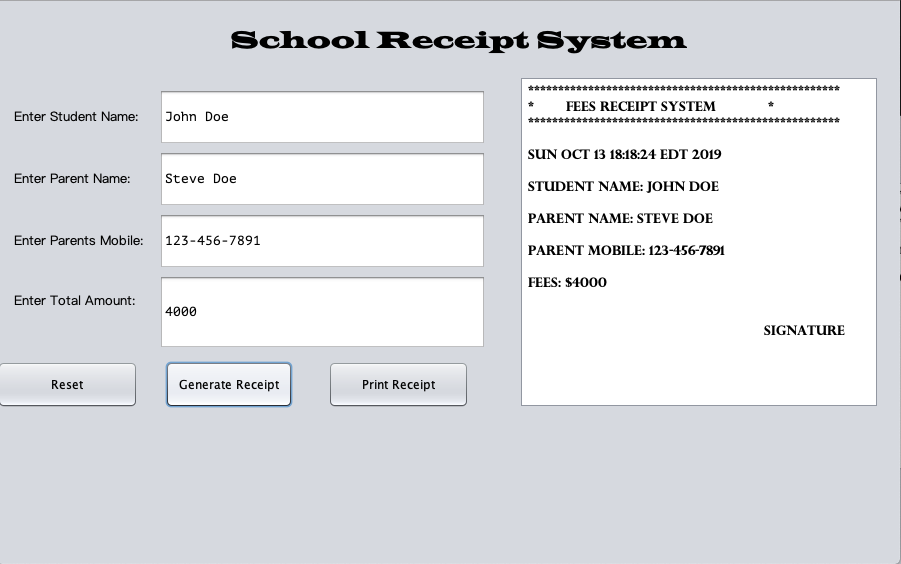 School Receipt System
Enter Student Name:
John Doe
Enter Parent Name:
Steve Doe
Enter Parents Mobile:
123-456-7891
Enter Total Amount:
4000
Reset
Generate Receipt
Print Receipt
****************************************************
* FEES RECEIPT SYSTEM *
****************************************************
SUN OCT 13 18:18:24 EDT 2019
STUDENT NAME: JOHN DOE
PARENT NAME: STEVE DOE
PARENT MOBILE: 123-456-7891
FEES: $4000
SIGNATURE